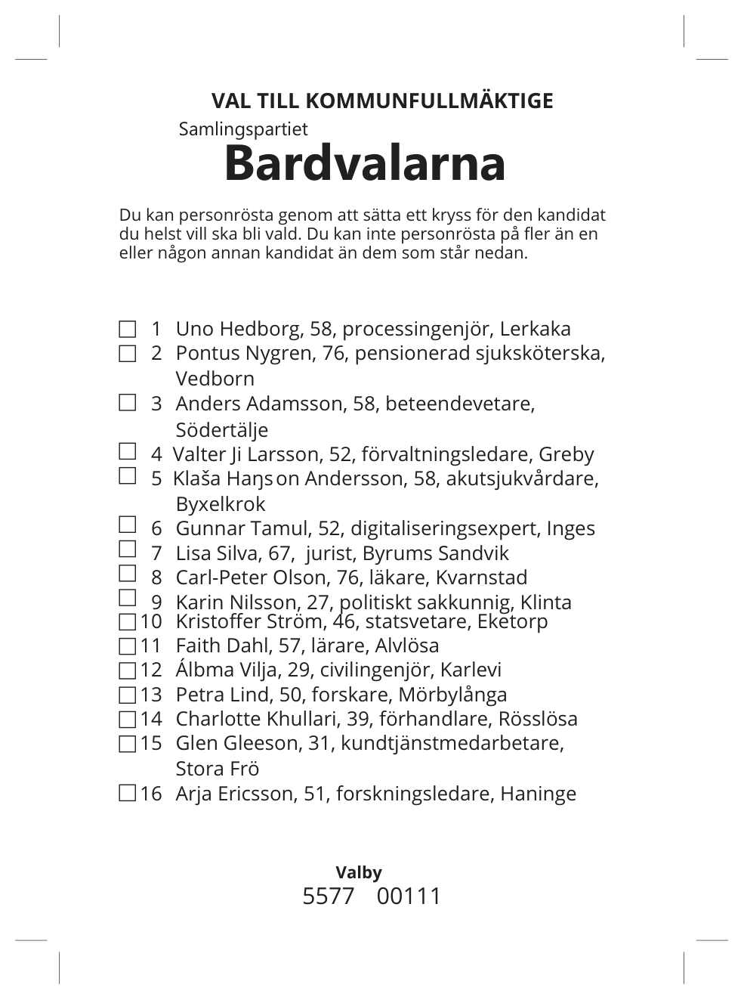 VAL TILL KOMMUNFULLMÄKTIGE
Samlingspartiet
Bardvalarna
Du kan personrösta genom att sätta ett kryss för den kandidat
du helst vill ska bli vald. Du kan inte personrösta på fler än en
eller någon annan kandidat än dem som står nedan.
1 Uno Hedborg, 58, processingenjör, Lerkaka
2 Pontus Nygren, 76, pensionerad sjuksköterska,
Vedborn
3 Anders Adamsson, 58, beteendevetare,
Södertälje
4 Valter Ji Larsson, 52, förvaltningsledare, Greby
5 Klaša Haŋson Andersson, 58, akutsjukvårdare,
Byxelkrok
6 Gunnar Tamul, 52, digitaliseringsexpert, Inges
7 Lisa Silva, 67, jurist, Byrums Sandvik
8 Carl-Peter Olson, 76, läkare, Kvarnstad
9 Karin Nilsson, 27, politiskt sakkunnig, Klinta
10 Kristoffer Ström, 46, statsvetare, Eketorp
11 Faith Dahl, 57, lärare, Alvlösa
12 Álbma Vilja, 29, civilingenjör, Karlevi
13 Petra Lind, 50, forskare, Mörbylånga
14 Charlotte Khullari, 39, förhandlare, Rösslösa
15 Glen Gleeson, 31, kundtjänstmedarbetare,
Stora Frö
16 Arja Ericsson, 51, forskningsledare, Haninge
Valby
5577 00111